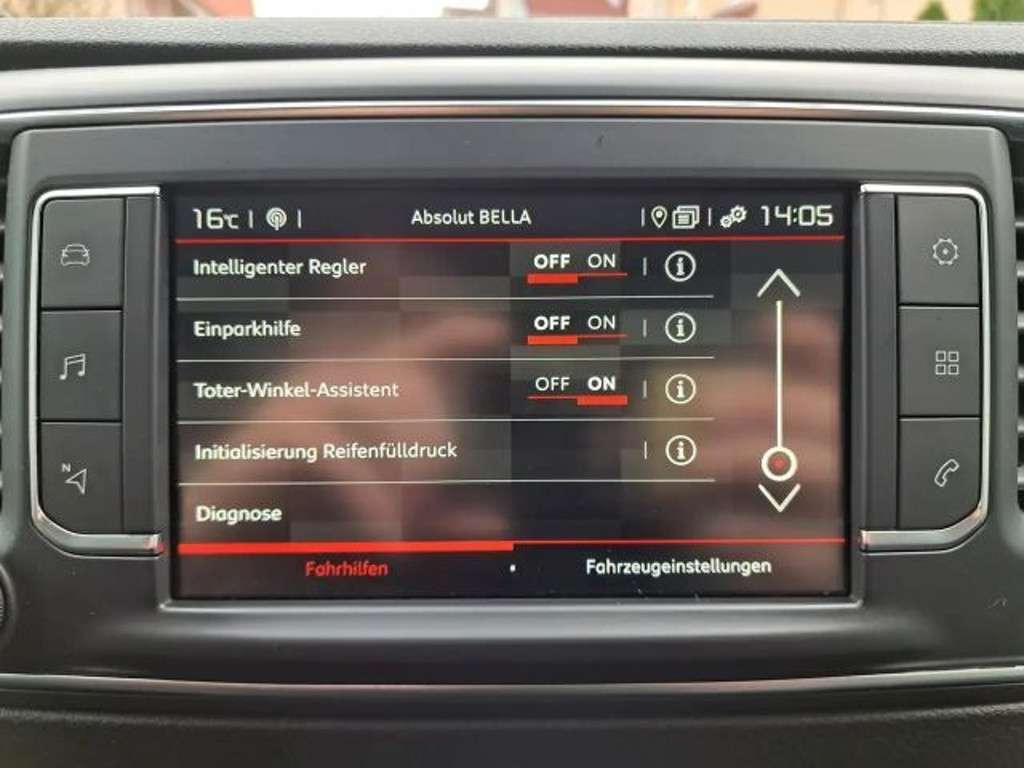 16°C Absolut BELLA 14:05
Intelligenter Regler OFF ON
Einparkhilfe OFF ON
Toter-Winkel-Assistent OFF ON
Initialisierung Reifenfülldruck
Diagnose
N
Fahrhilfen Fahrzeugeinstellungen